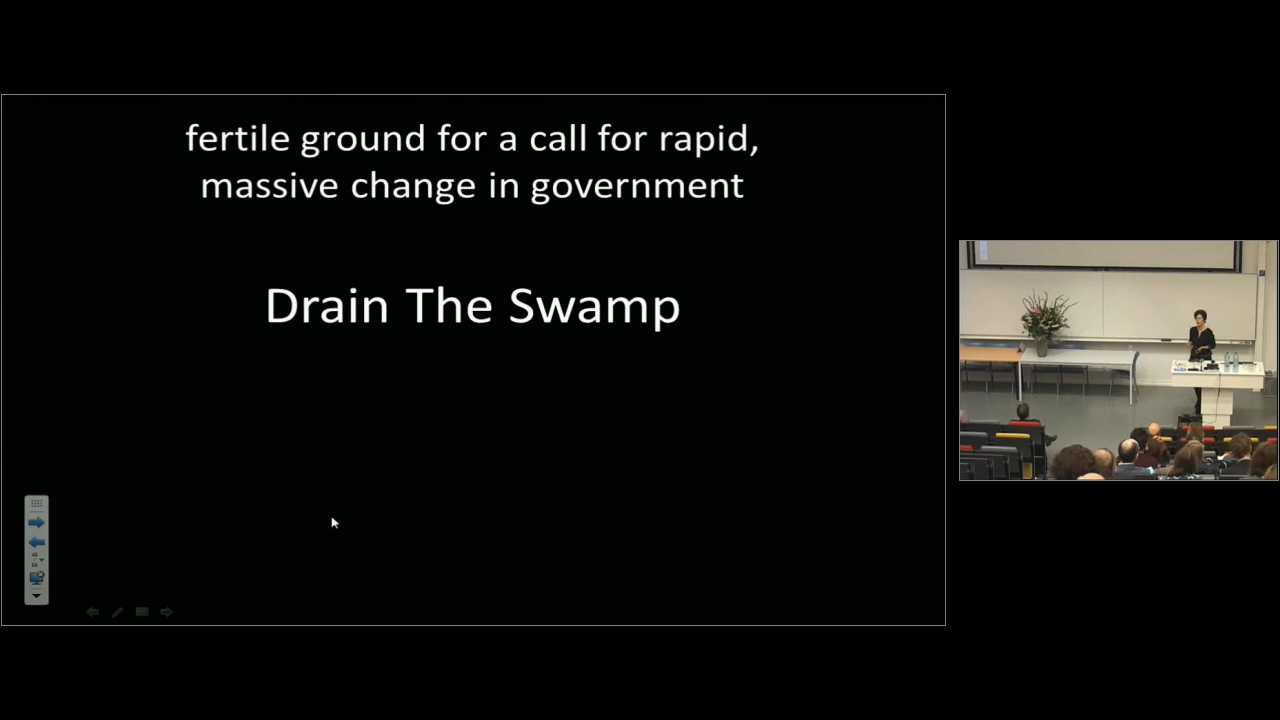 fertile ground for a call for rapid,
massive change in government
Drain The Swamp